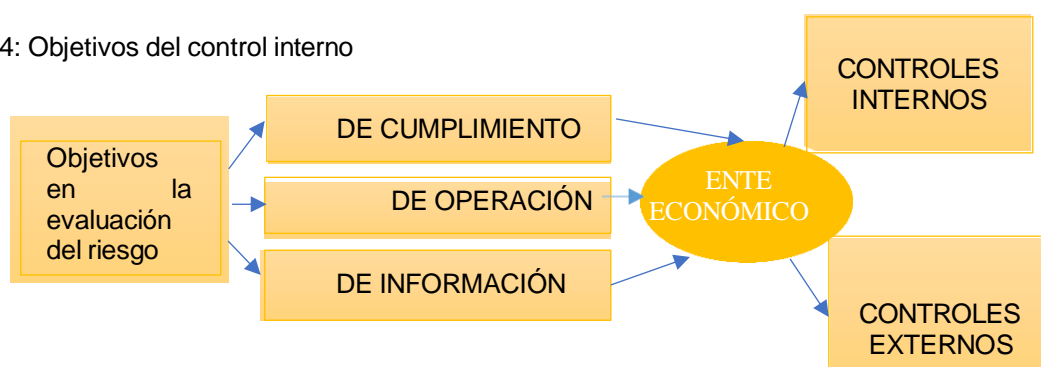 4: Objetivos del control interno
Objetivos
en la
evaluación
del riesgo
DE CUMPLIMIENTO
DE OPERACIÓN
DE INFORMACIÓN
ENTE
ECONÓMICO
CONTROLES
INTERNOS
CONTROLES
EXTERNOS